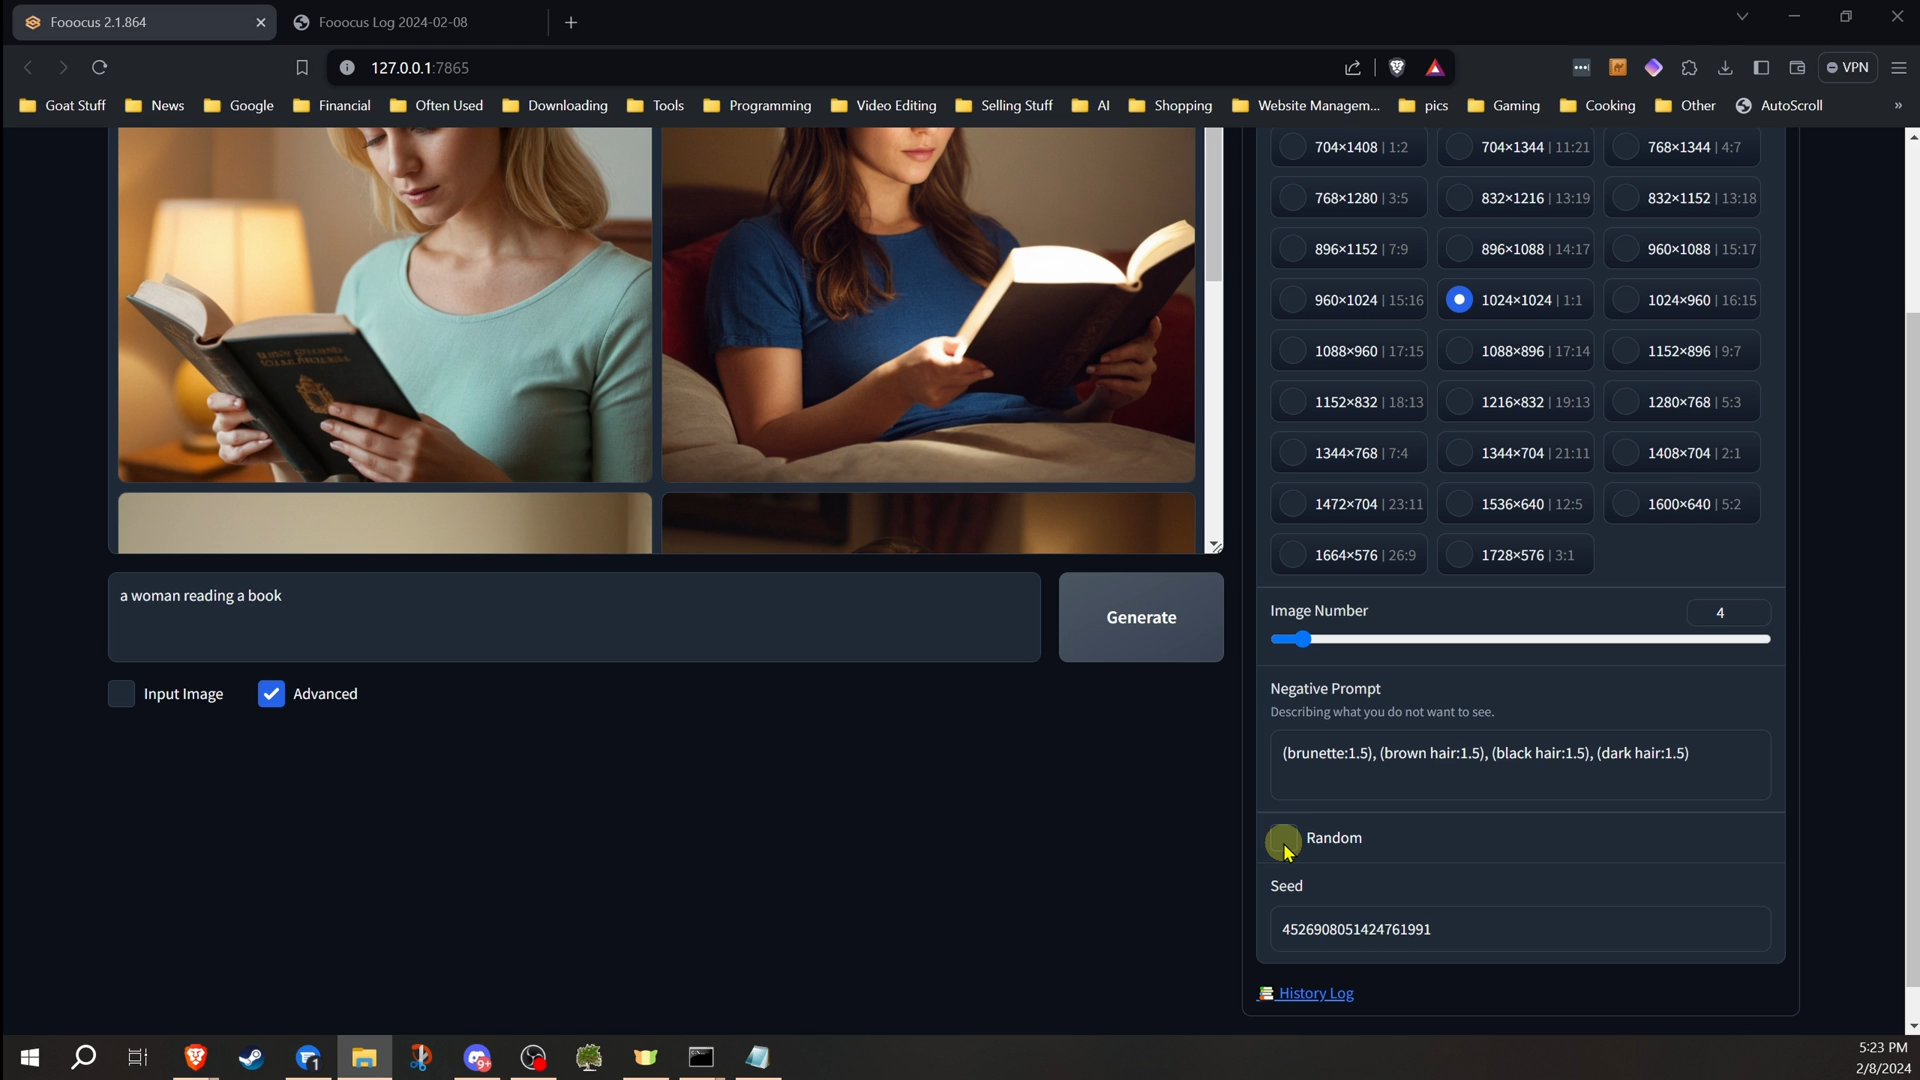 Fooocus 2.1.864
Fooocus Log 2024-02-08
127.0.0.1:7865
VPN
Goat Stuff
News
Google
Financial
Often Used
Downloading
Tools
Programming
Video Editing
Selling Stuff
AI
Shopping
Website Managem...
pics
Gaming
Cooking
Other
AutoScroll
»
704×1408 | 1:2
704×1344 | 11:21
768×1344 | 4:7
768×1280 | 3:5
832×1216 | 13:19
832×1152 | 13:18
896×1152 | 7:9
896×1088 | 14:17
960×1088 | 15:17
960×1024 | 15:16
1024×1024 | 1:1
1024×960 | 16:15
1088×960 | 17:15
1088×896 | 17:14
1152×896 | 9:7
1152×832 | 18:13
1216×832 | 19:13
1280×768 | 5:3
1344×768 | 7:4
1344×704 | 21:11
1408×704 | 2:1
1472×704 | 23:11
1536×640 | 12:5
1600×640 | 5:2
1664×576 | 26:9
1728×576 | 3:1
a woman reading a book
Generate
Input Image
Advanced
Image Number
4
Negative Prompt
Describing what you do not want to see.
(brunette:1.5), (brown hair:1.5), (black hair:1.5), (dark hair:1.5)
Random
Seed
4526908051424761991
History Log
1
9+
5:23 PM
2/8/2024